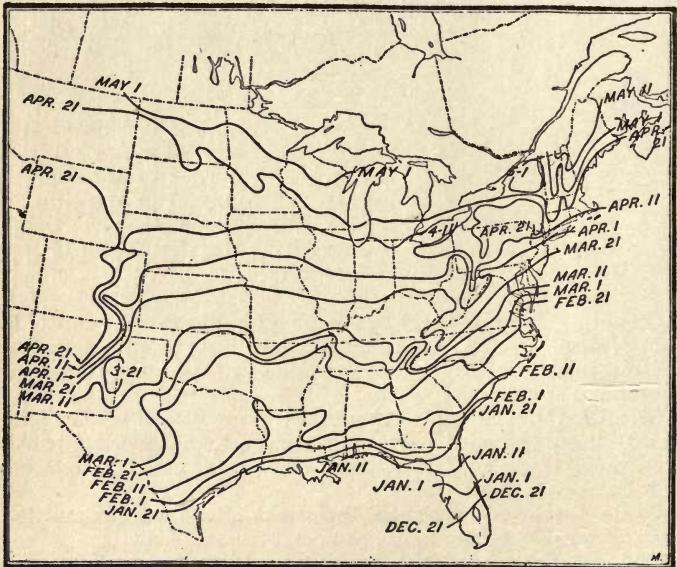 MAY 1
APR. 21
MAY 11
MAY 1
APR. 21
APR. 21
MAY 1
5-1
APR. 11
4-11
APR. 21
APR. 1
MAR. 21
MAR. 11
MAR. 1
FEB. 21
APR. 21
APR. 11
APR. 1
MAR. 21
MAR. 11
3-21
FEB. 11
FEB. 1
JAN. 21
MAR. 1
FEB. 21
FEB. 11
FEB. 1
JAN. 21
JAN. 11
JAN. 11
JAN. 1
JAN. 1
DEC. 21
DEC. 21
M.